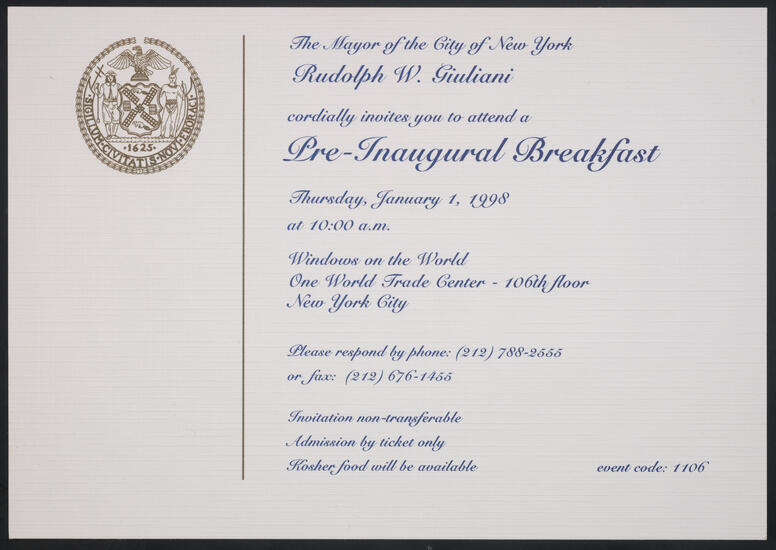 The Mayor of the City of New York
Rudolph W. Giuliani
cordially invites you to attend a
Pre-Inaugural Breakfast
Thursday, January 1, 1998
at 10:00 a.m.
Windows on the World
One World Trade Center - 106th floor
New York City
Please respond by phone: (212) 788-2555
or fax: (212) 676-1455
Invitation non-transferable
Admission by ticket only
Kosher food will be available
event code: 1106
·1625·
·SIGILLVM·CIVITATIS·NOVI·EBORACI·